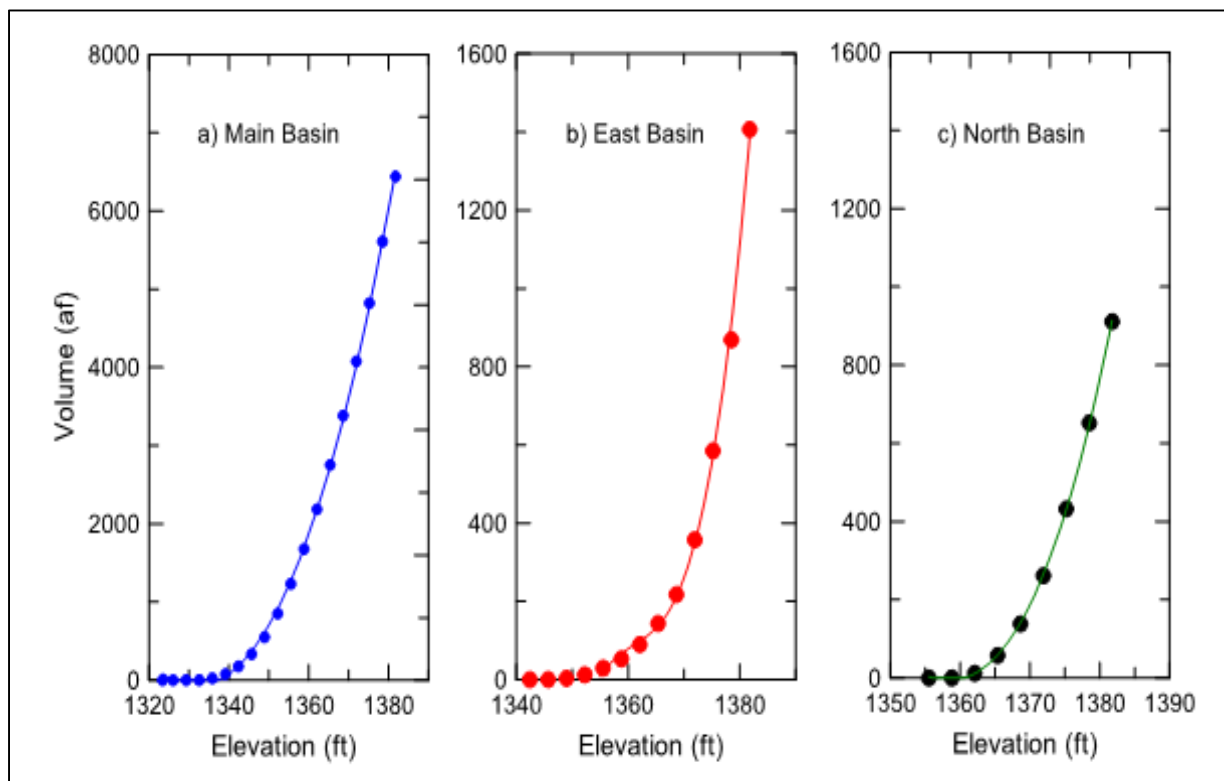 8000
6000
4000
2000
0
Volume (af)
a) Main Basin
1320 1340 1360 1380
Elevation (ft)
1600
1200
800
400
0
b) East Basin
1340 1360 1380
Elevation (ft)
1600
1200
800
400
0
c) North Basin
1350 1360 1370 1380 1390
Elevation (ft)